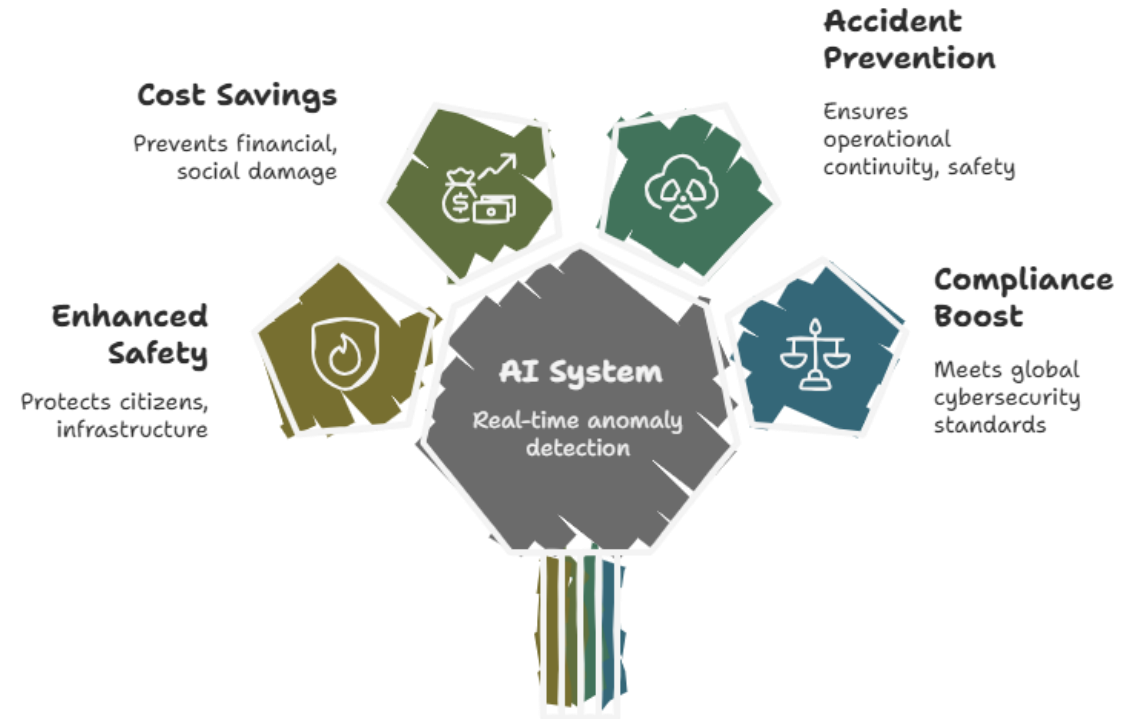 Accident
Prevention
Ensures
operational
continuity, safety
Cost Savings
Prevents financial,
social damage
Compliance
Boost
Meets global
cybersecurity
standards
Enhanced
Safety
Protects citizens,
infrastructure
AI System
Real-time anomaly
detection